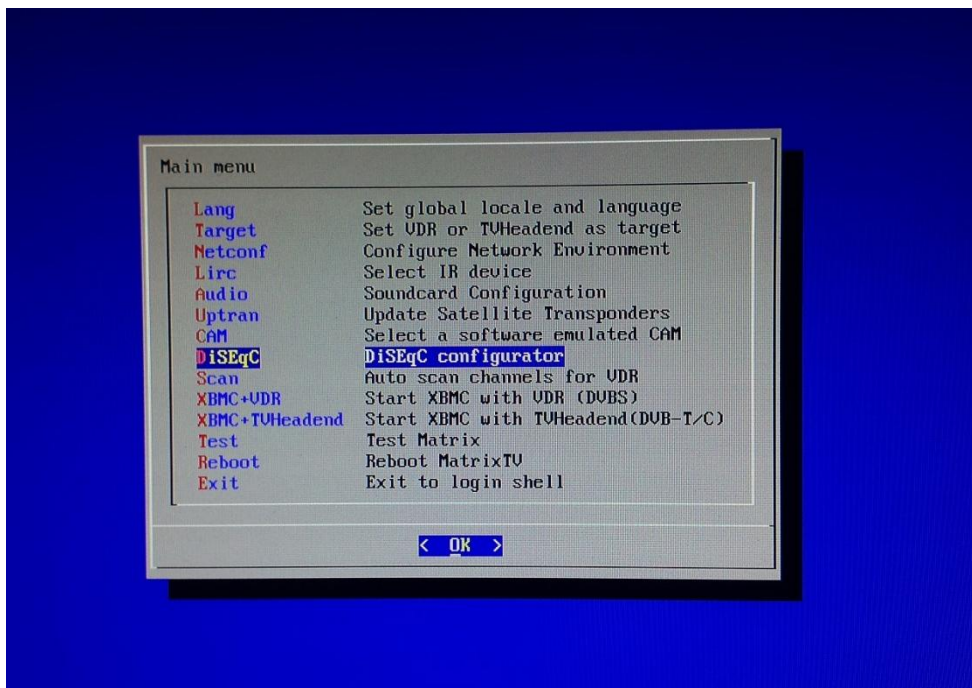 Main menu
Lang Set global locale and language
Target Set VDR or TVHeadend as target
Netconf Configure Network Environment
Lirc Select IR device
Audio Soundcard Configuration
Uptran Update Satellite Transponders
CAM Select a software emulated CAM
DiSEqC DiSEqC configurator
Scan Auto scan channels for VDR
XBMC+VDR Start XBMC with VDR (DVBS)
XBMC+TVHeadend Start XBMC with TVHeadend(DVB-T/C)
Test Test Matrix
Reboot Reboot MatrixTV
Exit Exit to login shell
< OK >